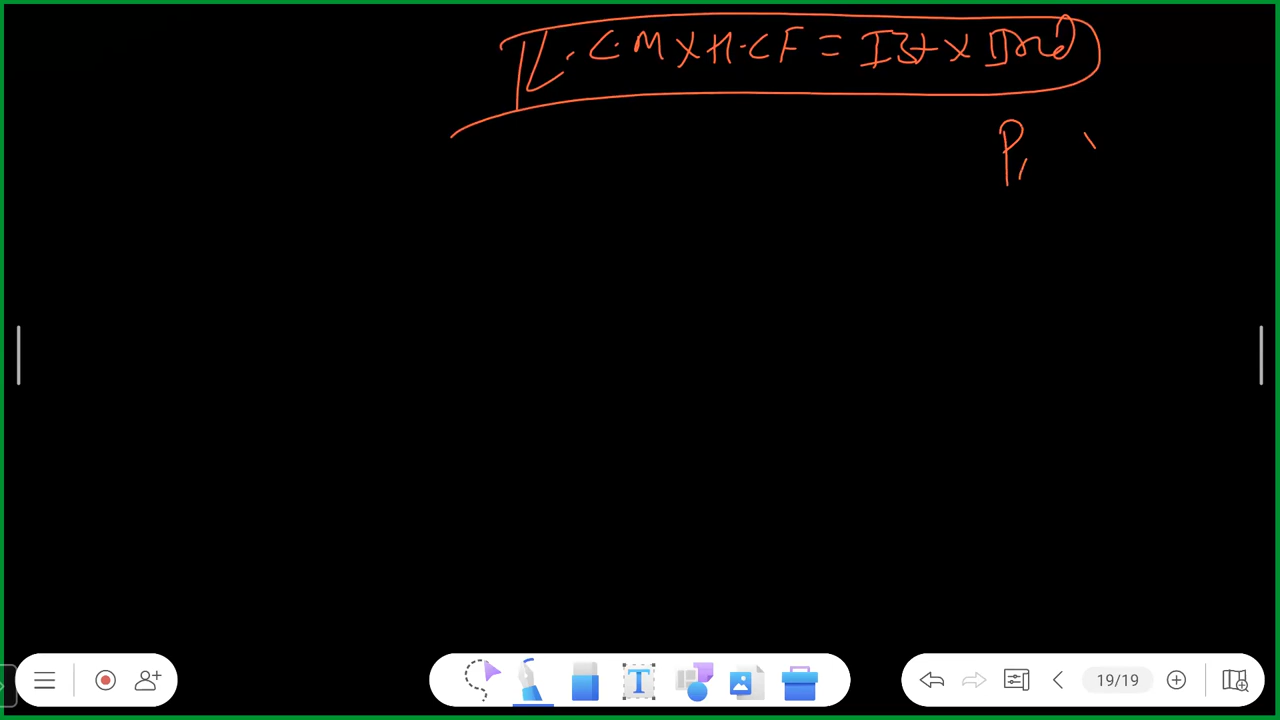 L.C.M X H.C F = Ist X IInd
P,
19/19